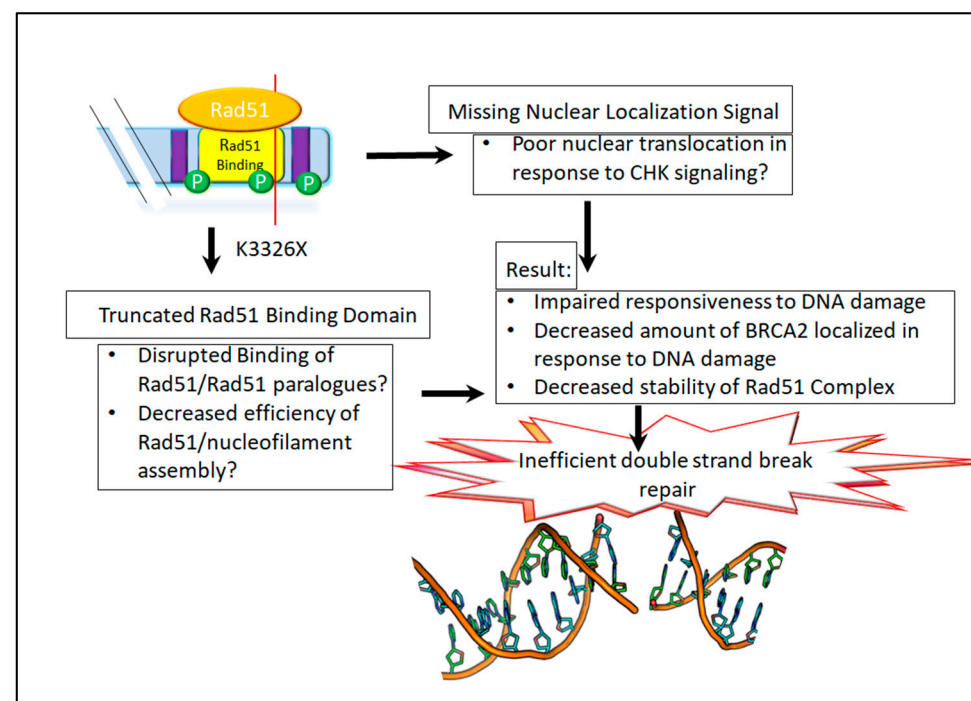 Rad51
Rad51
Binding
P
P
P
K3326X
Missing Nuclear Localization Signal
• Poor nuclear translocation in
response to CHK signaling?
Truncated Rad51 Binding Domain
• Disrupted Binding of
Rad51/Rad51 paralogues?
• Decreased efficiency of
Rad51/nucleofilament
assembly?
Result:
• Impaired responsiveness to DNA damage
• Decreased amount of BRCA2 localized in
response to DNA damage
• Decreased stability of Rad51 Complex
Inefficient double strand break
repair